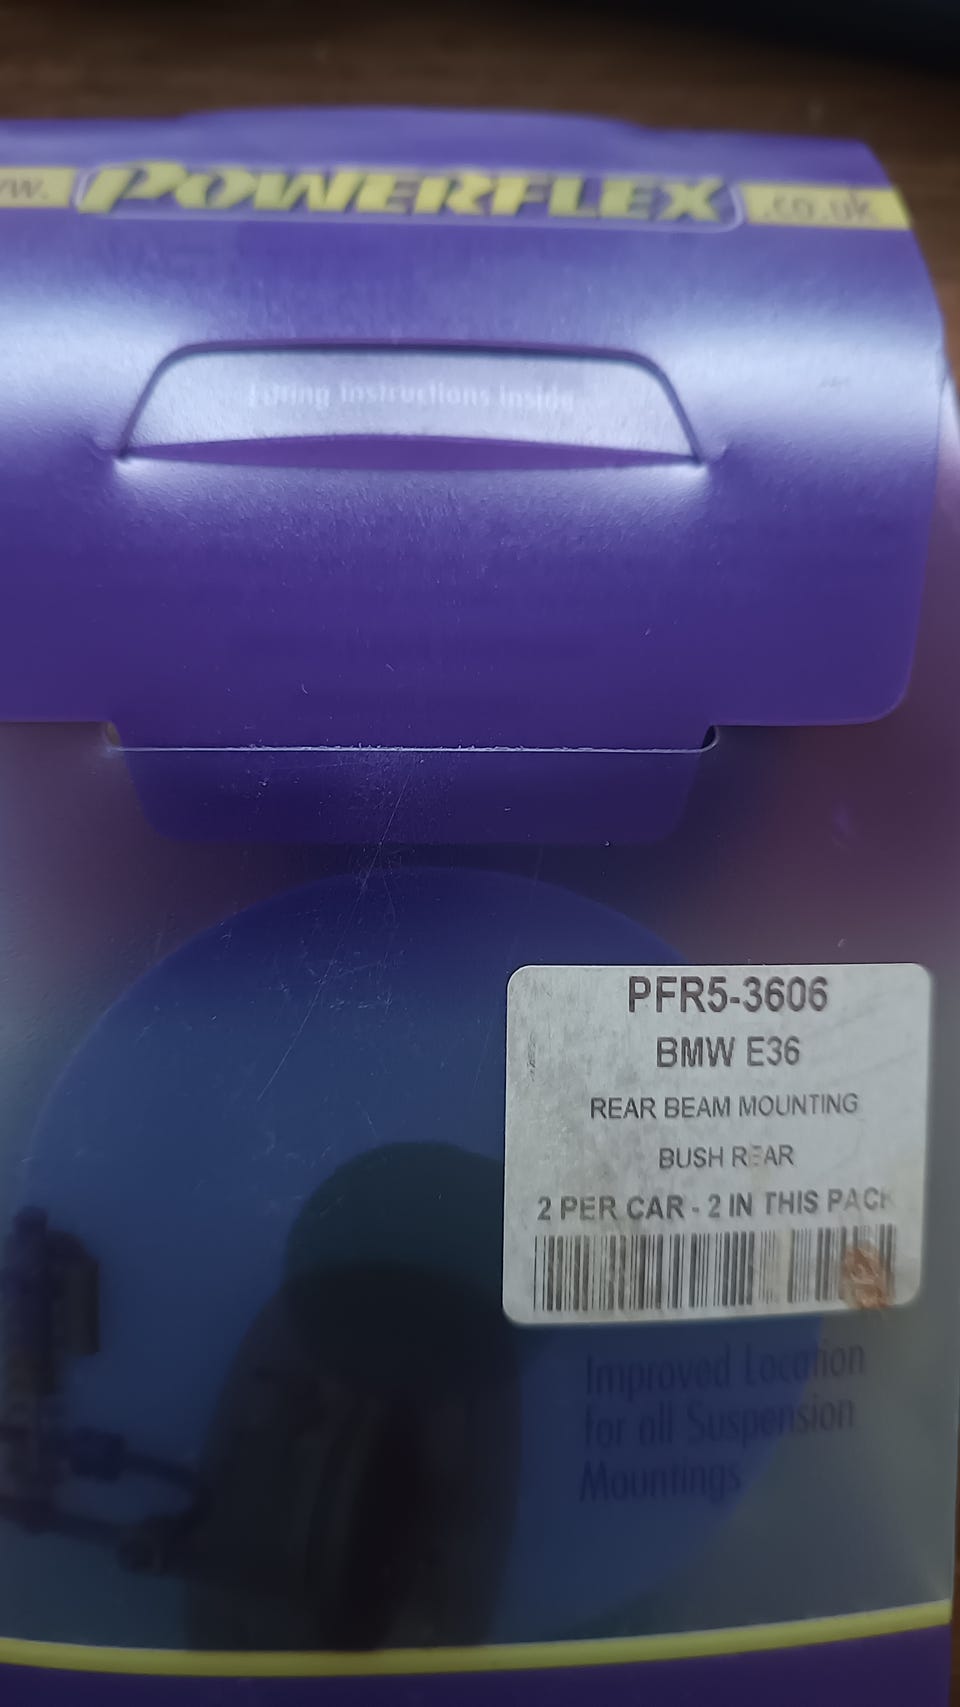 POWERFLEX .co.uk
Fitting instructions inside
PFR5-3606
BMW E36
REAR BEAM MOUNTING
BUSH REAR
2 PER CAR - 2 IN THIS PACK
Improved Location
for all Suspension
Mountings